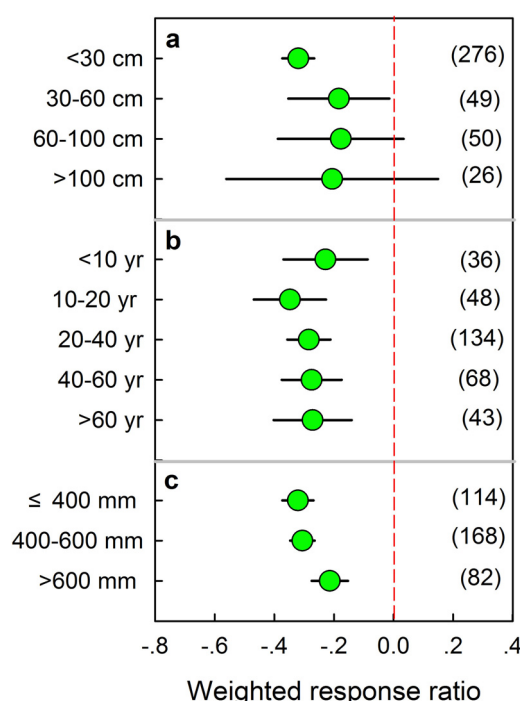 a
<30 cm (276)
30-60 cm (49)
60-100 cm (50)
>100 cm (26)
b
<10 yr (36)
10-20 yr (48)
20-40 yr (134)
40-60 yr (68)
>60 yr (43)
c
≤ 400 mm (114)
400-600 mm (168)
>600 mm (82)
-.8 -.6 -.4 -.2 0.0 .2 .4
Weighted response ratio